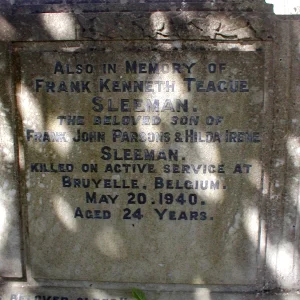 Also in Memory of
Frank Kenneth Teague
Sleeman.
the beloved son of
Frank John Parsons & Hilda Irene
Sleeman.
killed on active service at
Bruyelle. Belgium.
May 20. 1940.
Aged 24 Years.